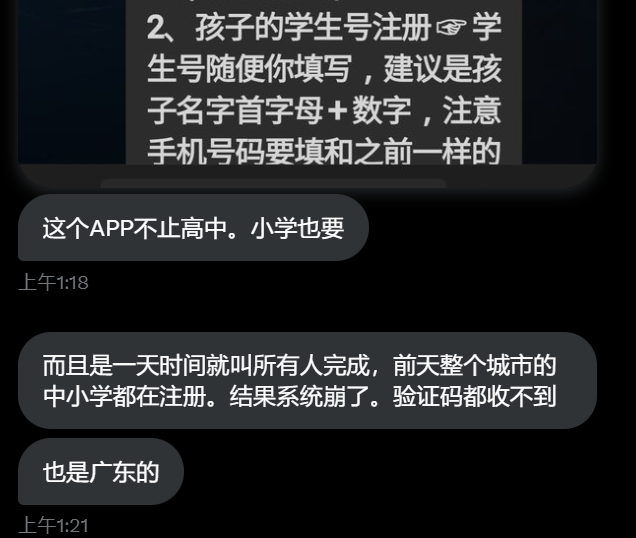 2、孩子的学生号注册☞学
生号随便你填写，建议是孩
子名字首字母+数字，注意
手机号码要填和之前一样的
这个APP不止高中。小学也要
上午1:18
而且是一天时间就叫所有人完成，前天整个城市的
中小学都在注册。结果系统崩了。验证码都收不到
也是广东的
上午1:21